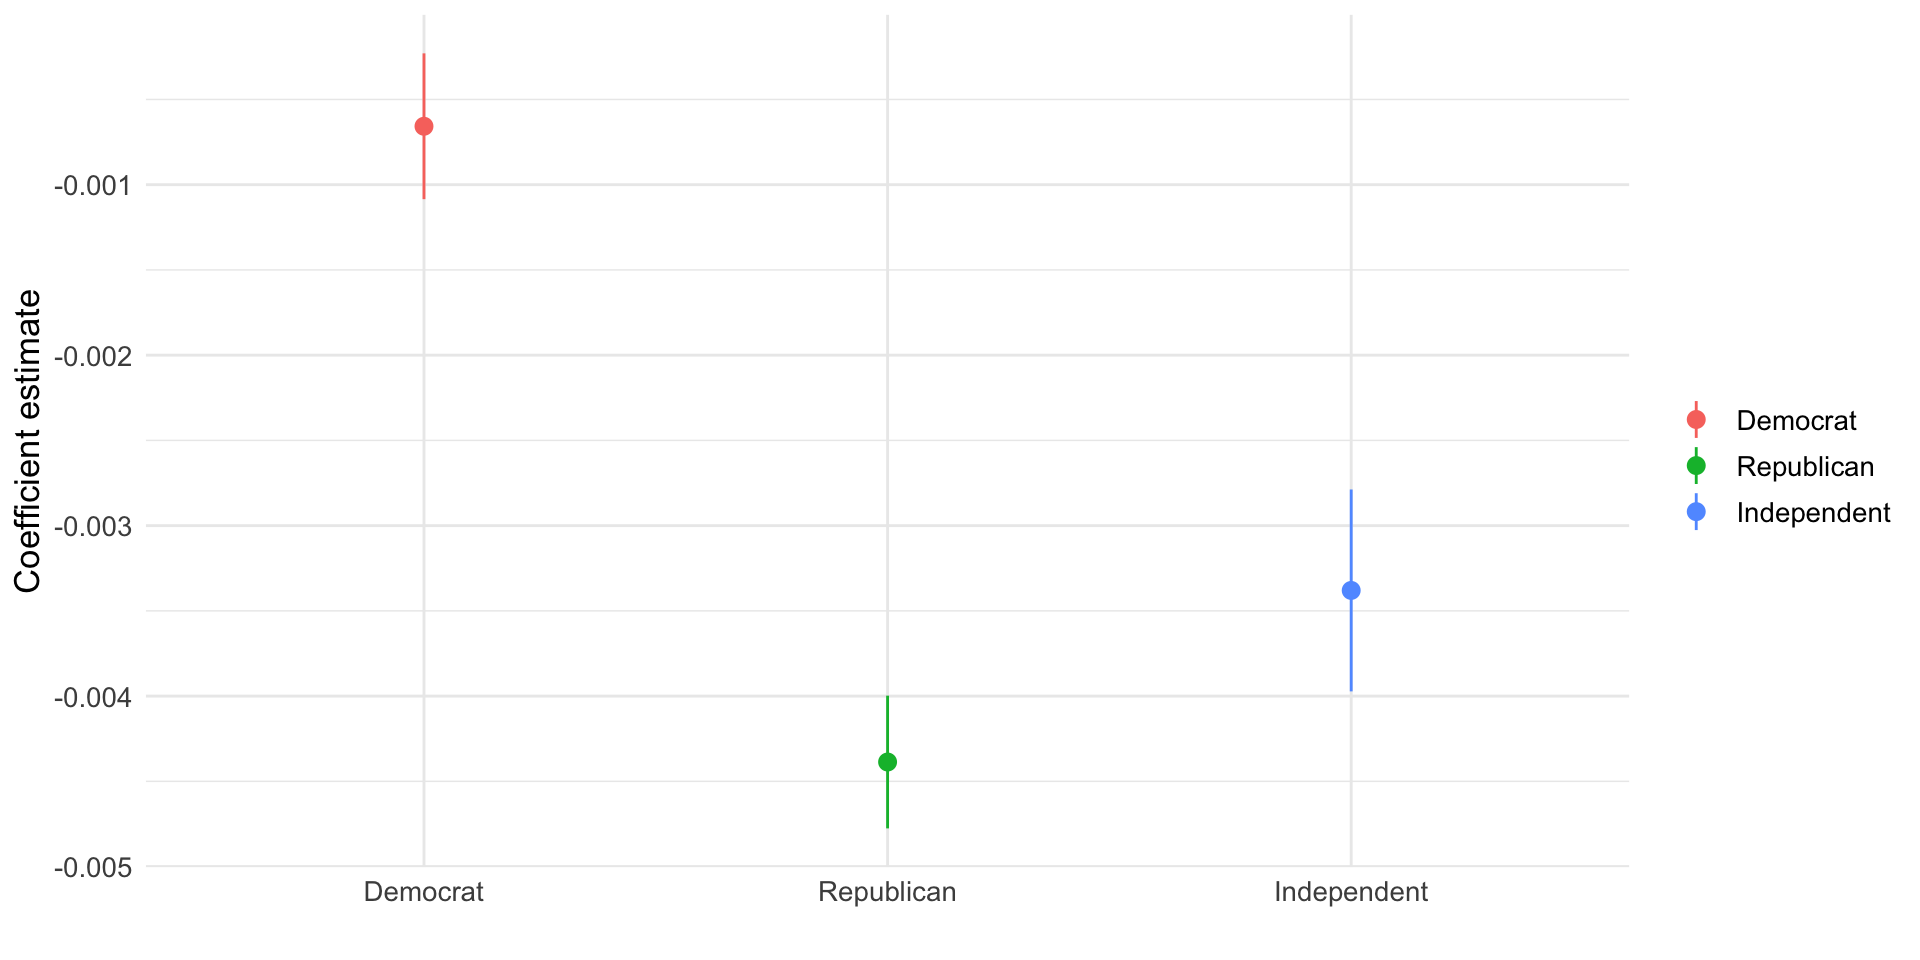 Coefficient estimate
-0.001
-0.002
-0.003
-0.004
-0.005
Democrat
Republican
Independent
Democrat
Republican
Independent